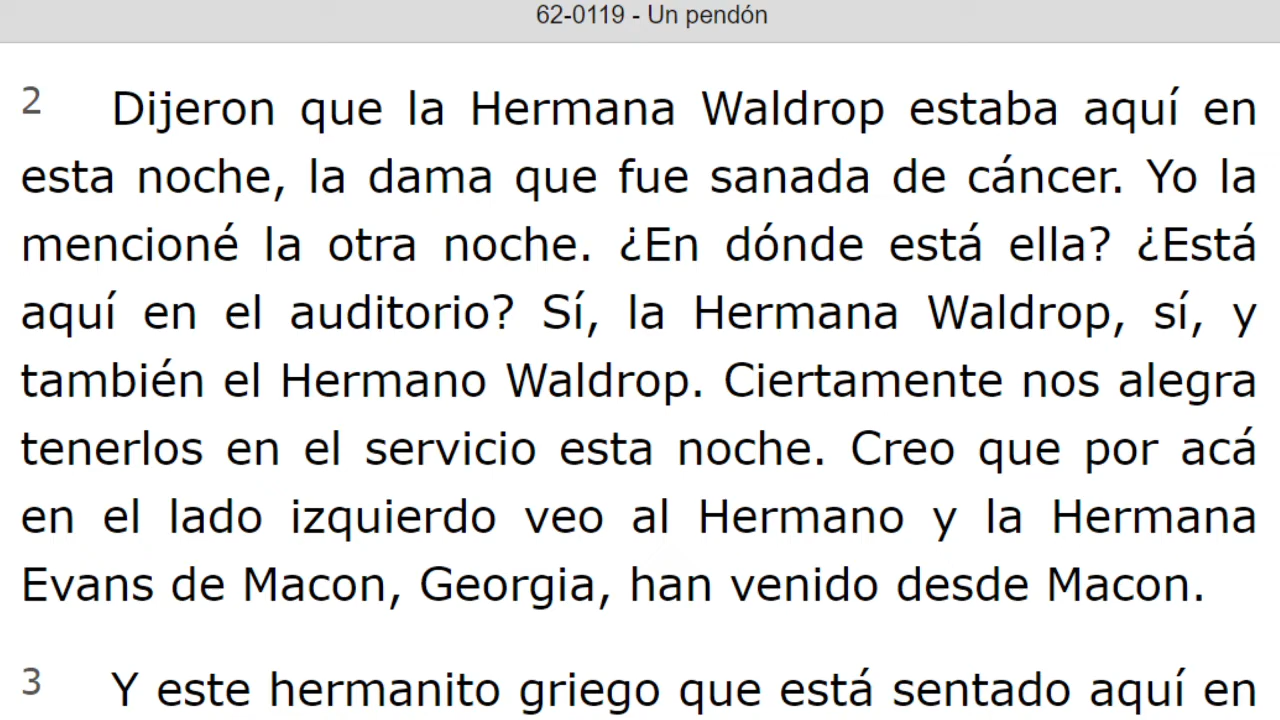 62-0119 - Un pendón
2 Dijeron que la Hermana Waldrop estaba aquí en
esta noche, la dama que fue sanada de cáncer. Yo la
mencioné la otra noche. ¿En dónde está ella? ¿Está
aquí en el auditorio? Sí, la Hermana Waldrop, sí, y
también el Hermano Waldrop. Ciertamente nos alegra
tenerlos en el servicio esta noche. Creo que por acá
en el lado izquierdo veo al Hermano y la Hermana
Evans de Macon, Georgia, han venido desde Macon.
3 Y este hermanito griego que está sentado aquí en